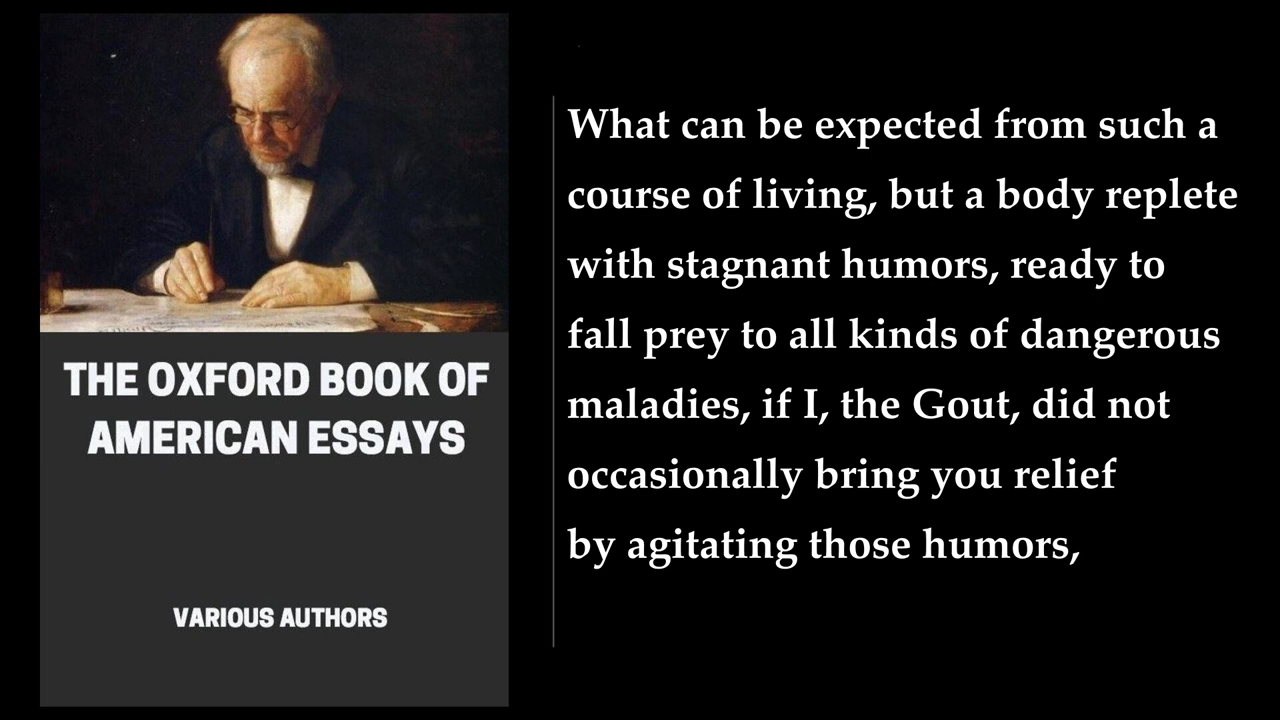 THE OXFORD BOOK OF
AMERICAN ESSAYS
VARIOUS AUTHORS
What can be expected from such a
course of living, but a body replete
with stagnant humors, ready to
fall prey to all kinds of dangerous
maladies, if I, the Gout, did not
occasionally bring you relief
by agitating those humors,